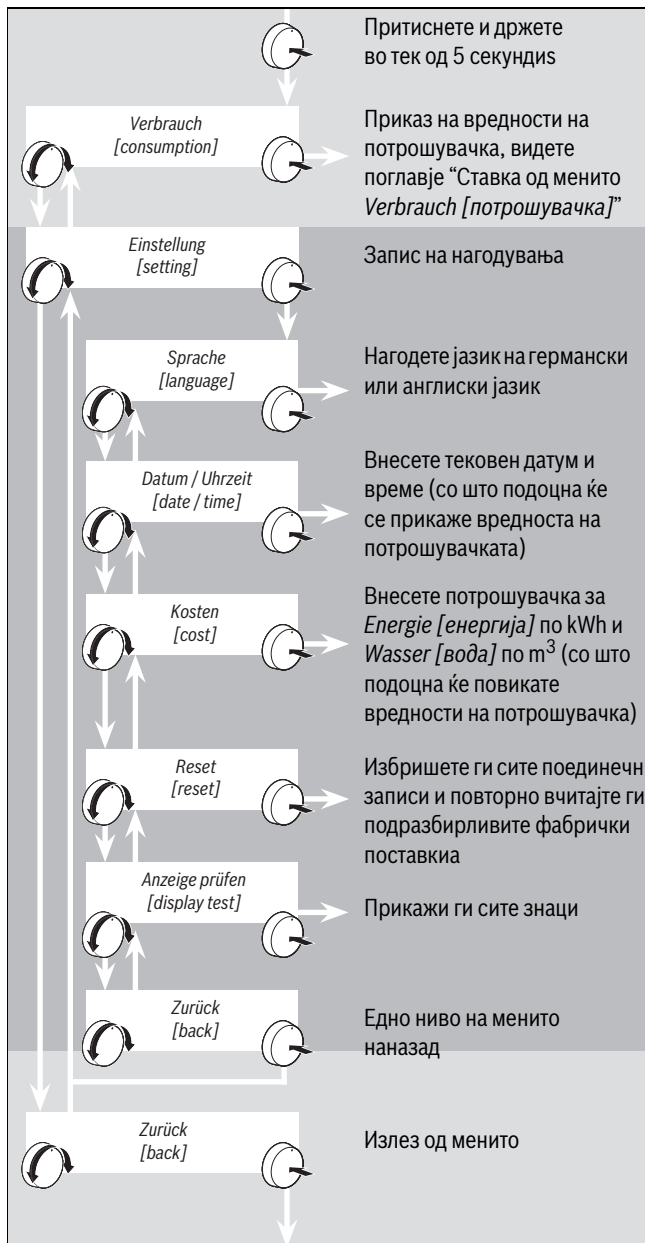 Притиснете и држете
во тек од 5 секундиs
Verbrauch
[consumption]
Приказ на вредности на
потрошувачка, видете
поглавје “Ставка од менито
Verbrauch [потрошувачка]”
Einstellung
[setting]
Запис на нагодувања
Sprache
[language]
Нагодете јазик на германски
или англиски јазик
Datum / Uhrzeit
[date / time]
Внесете тековен датум и
време (со што подоцна ќе
се прикаже вредноста на
потрошувачката)
Kosten
[cost]
Внесете потрошувачка за
Energie [енергија] по kWh и
Wasser [вода] по m³ (со што
подоцна ќе повикате
вредности на потрошувачка)
Reset
[reset]
Избришете ги сите поединечн
записи и повторно вчитајте ги
подразбирливите фабрички
поставкиа
Anzeige prüfen
[display test]
Прикажи ги сите знаци
Zurück
[back]
Едно ниво на менито
наназад
Zurück
[back]
Излез од менито